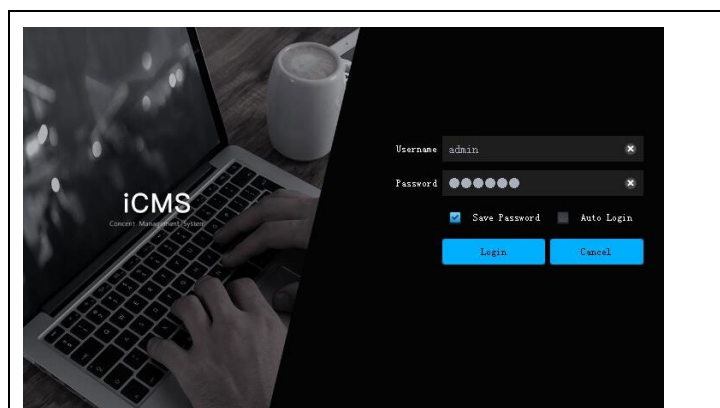 iCMS
Concent Management System
Username admin
Password ●●●●●●
Save Password Auto Login
Login Cancel